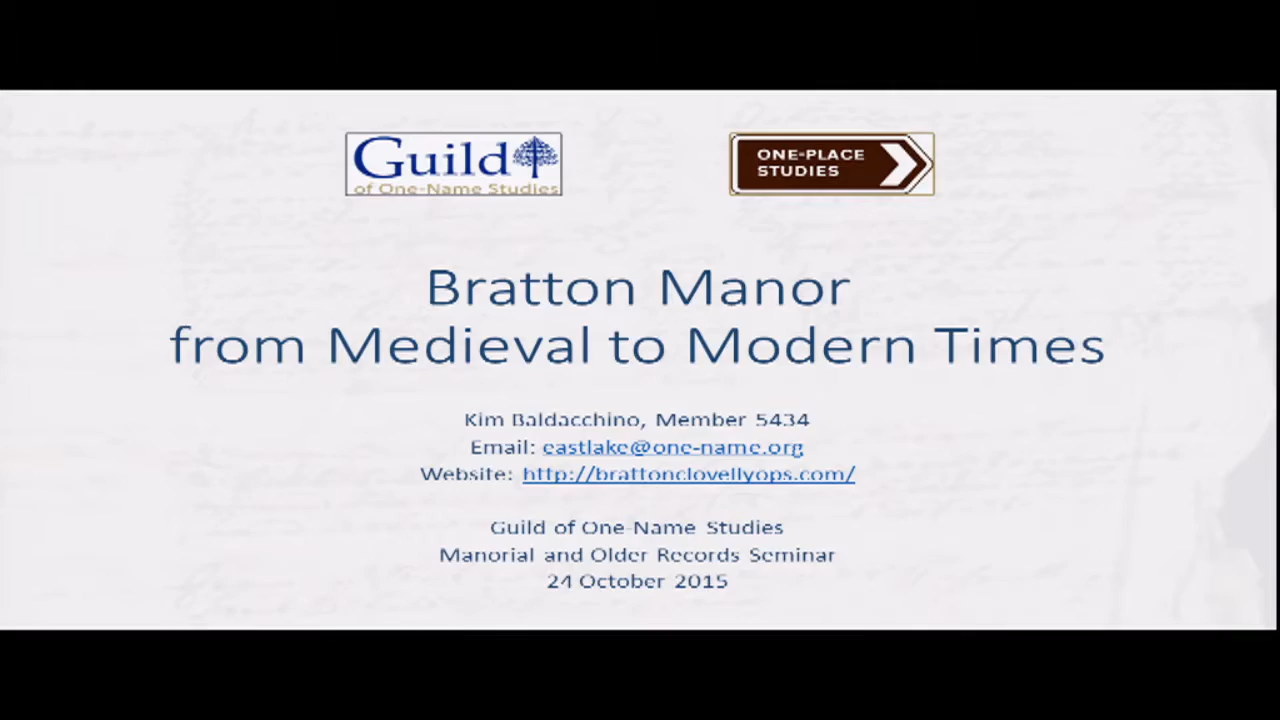 Guild
of One-Name Studies
ONE-PLACE
STUDIES
Bratton Manor
from Medieval to Modern Times
Kim Baldacchino, Member 5434
Email: eastlake@one-name.org
Website: http://brattonclovellyops.com/
Guild of One-Name Studies
Manorial and Older Records Seminar
24 October 2015